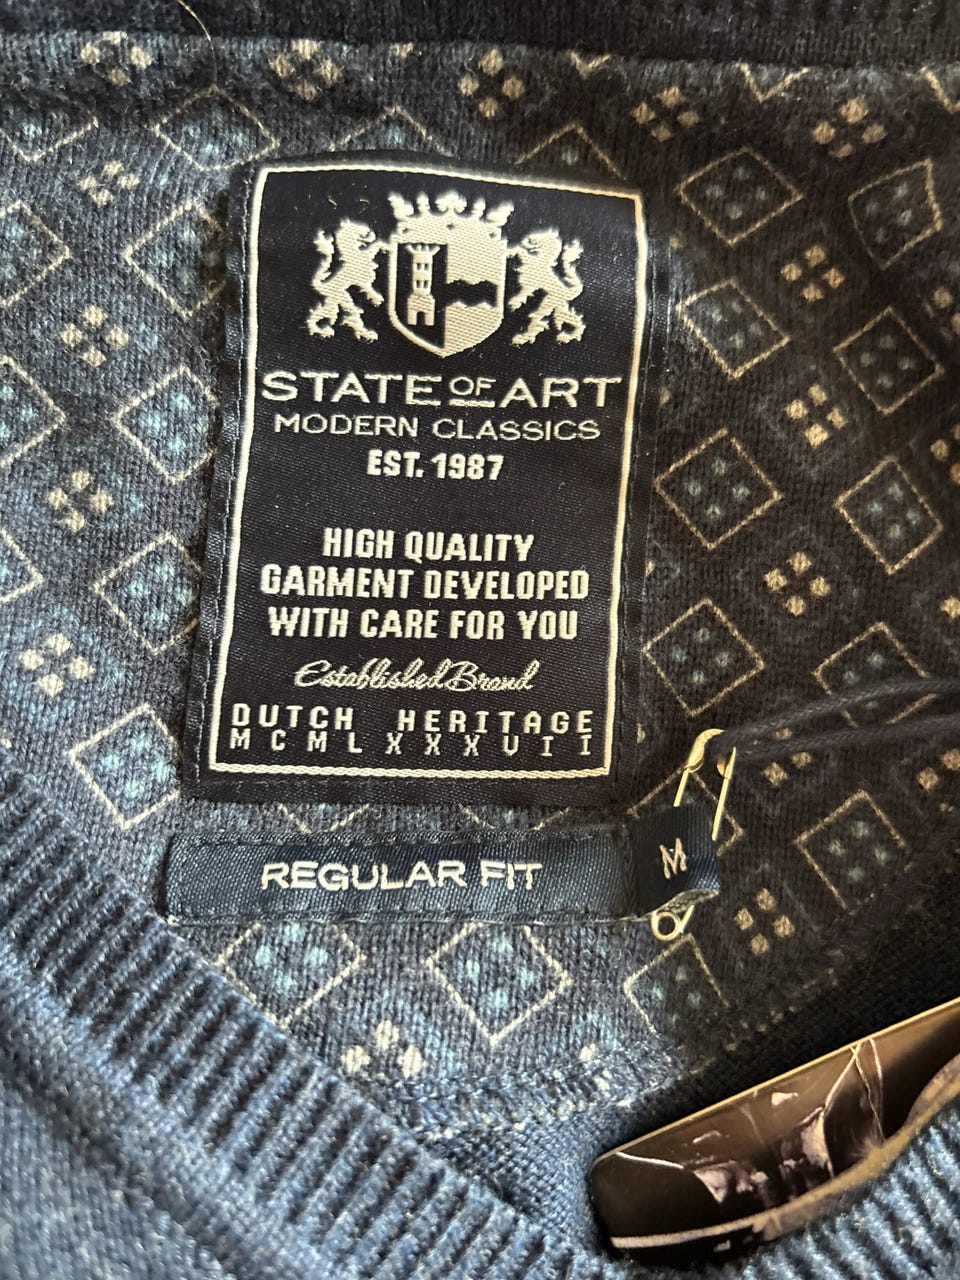 STATE OF ART
MODERN CLASSICS
EST. 1987
HIGH QUALITY
GARMENT DEVELOPED
WITH CARE FOR YOU
Established Brand
DUTCH HERITAGE
MCMLXXXVII
REGULAR FIT
M